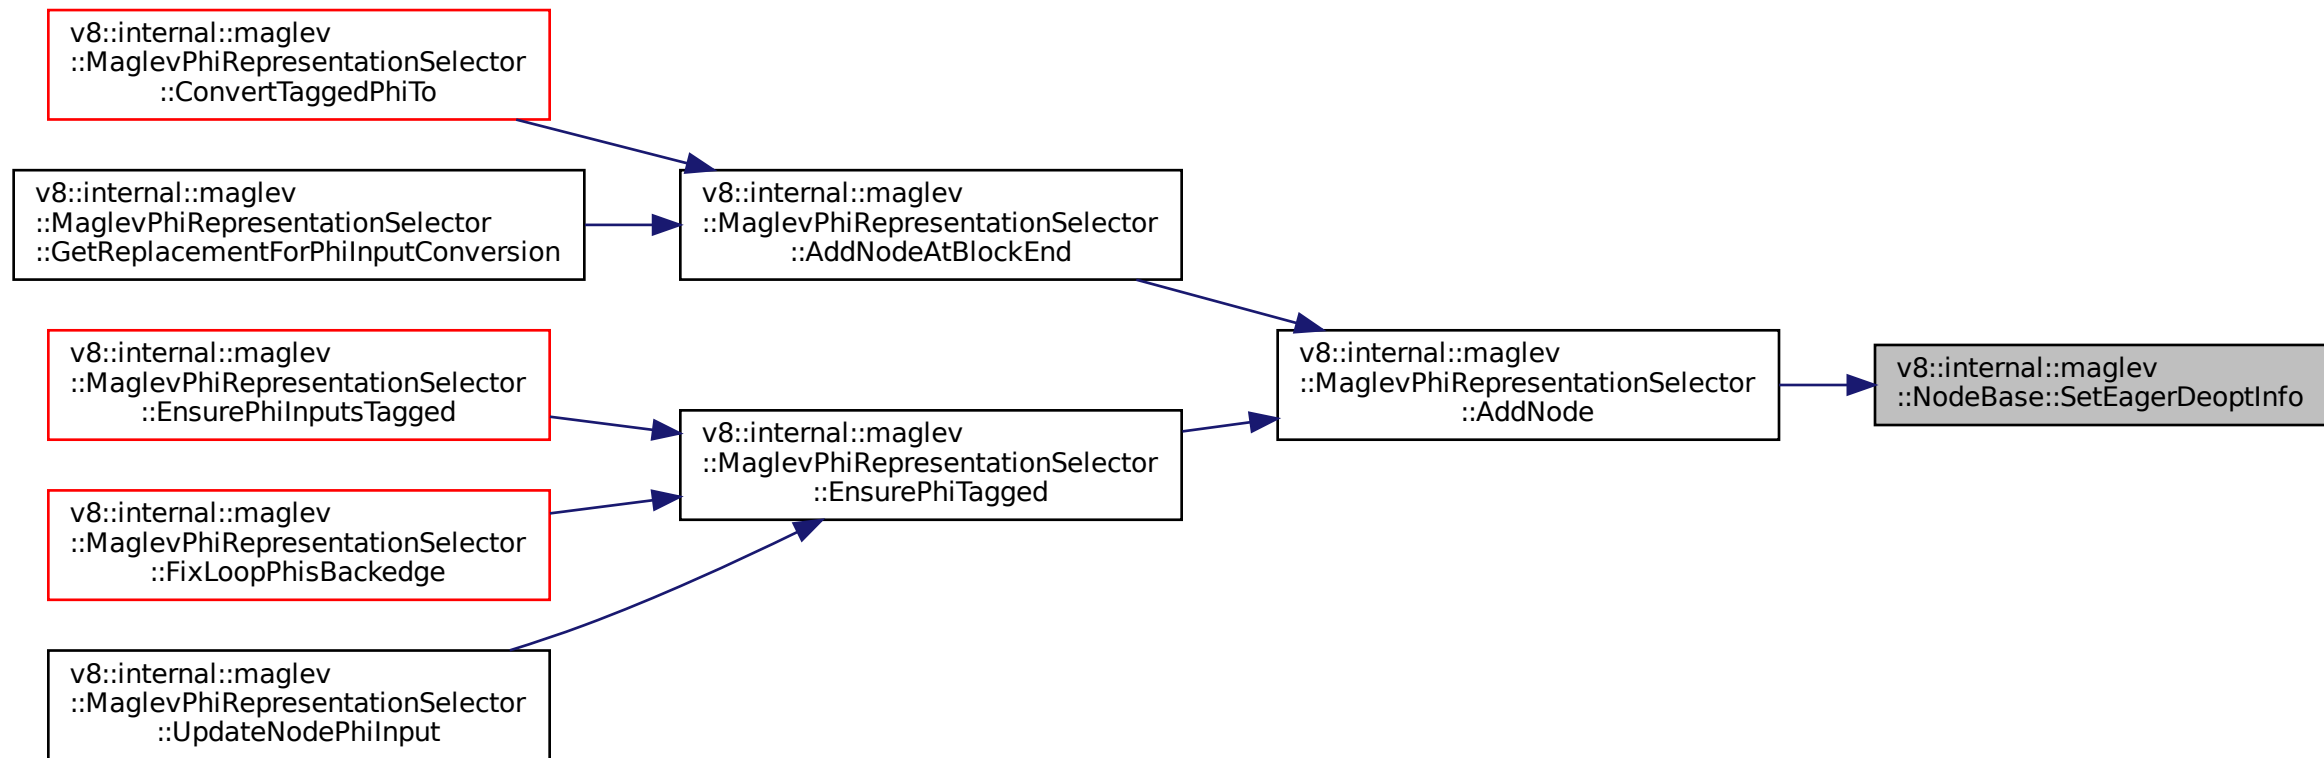 v8::internal::maglev
::MaglevPhiRepresentationSelector
::ConvertTaggedPhiTo
v8::internal::maglev
::MaglevPhiRepresentationSelector
::GetReplacementForPhiInputConversion
v8::internal::maglev
::MaglevPhiRepresentationSelector
::EnsurePhiInputsTagged
v8::internal::maglev
::MaglevPhiRepresentationSelector
::FixLoopPhisBackedge
v8::internal::maglev
::MaglevPhiRepresentationSelector
::UpdateNodePhiInput
v8::internal::maglev
::MaglevPhiRepresentationSelector
::AddNodeAtBlockEnd
v8::internal::maglev
::MaglevPhiRepresentationSelector
::EnsurePhiTagged
v8::internal::maglev
::MaglevPhiRepresentationSelector
::AddNode
v8::internal::maglev
::NodeBase::SetEagerDeoptInfo